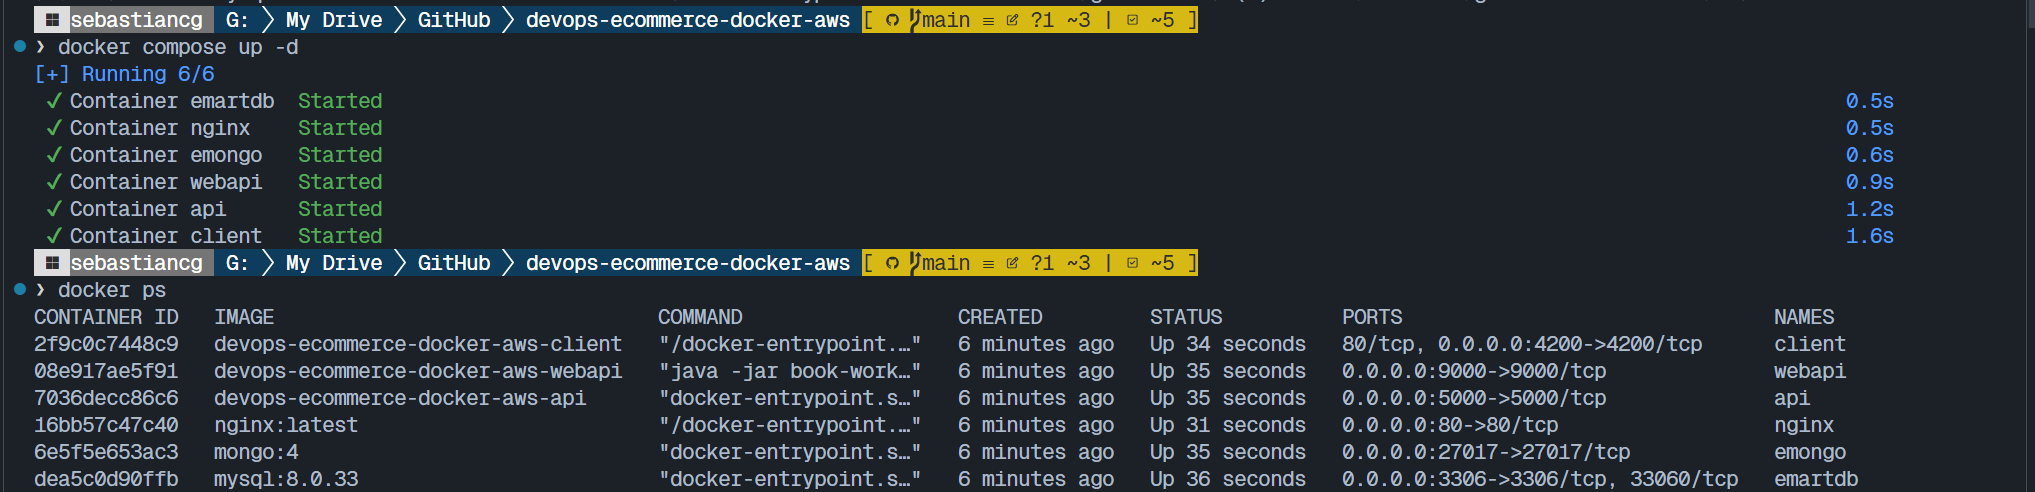 sebastiancg G: My Drive GitHub devops-ecommerce-docker-aws [ main ≡ ?1 ~3 | ~5 ]
❯ docker compose up -d
[+] Running 6/6
✓ Container emartdb Started 0.5s
✓ Container nginx Started 0.5s
✓ Container emongo Started 0.6s
✓ Container webapi Started 0.9s
✓ Container api Started 1.2s
✓ Container client Started 1.6s
sebastiancg G: My Drive GitHub devops-ecommerce-docker-aws [ main ≡ ?1 ~3 | ~5 ]
❯ docker ps
CONTAINER ID IMAGE COMMAND CREATED STATUS PORTS NAMES
2f9c0c7448c9 devops-ecommerce-docker-aws-client "/docker-entrypoint.…" 6 minutes ago Up 34 seconds 80/tcp, 0.0.0.0:4200->4200/tcp client
08e917ae5f91 devops-ecommerce-docker-aws-webapi "java -jar book-work…" 6 minutes ago Up 35 seconds 0.0.0.0:9000->9000/tcp webapi
7036decc86c6 devops-ecommerce-docker-aws-api "docker-entrypoint.s…" 6 minutes ago Up 35 seconds 0.0.0.0:5000->5000/tcp api
16bb57c47c40 nginx:latest "/docker-entrypoint.…" 6 minutes ago Up 31 seconds 0.0.0.0:80->80/tcp nginx
6e5f5e653ac3 mongo:4 "docker-entrypoint.s…" 6 minutes ago Up 35 seconds 0.0.0.0:27017->27017/tcp emongo
dea5c0d90ffb mysql:8.0.33 "docker-entrypoint.s…" 6 minutes ago Up 36 seconds 0.0.0.0:3306->3306/tcp, 33060/tcp emartdb